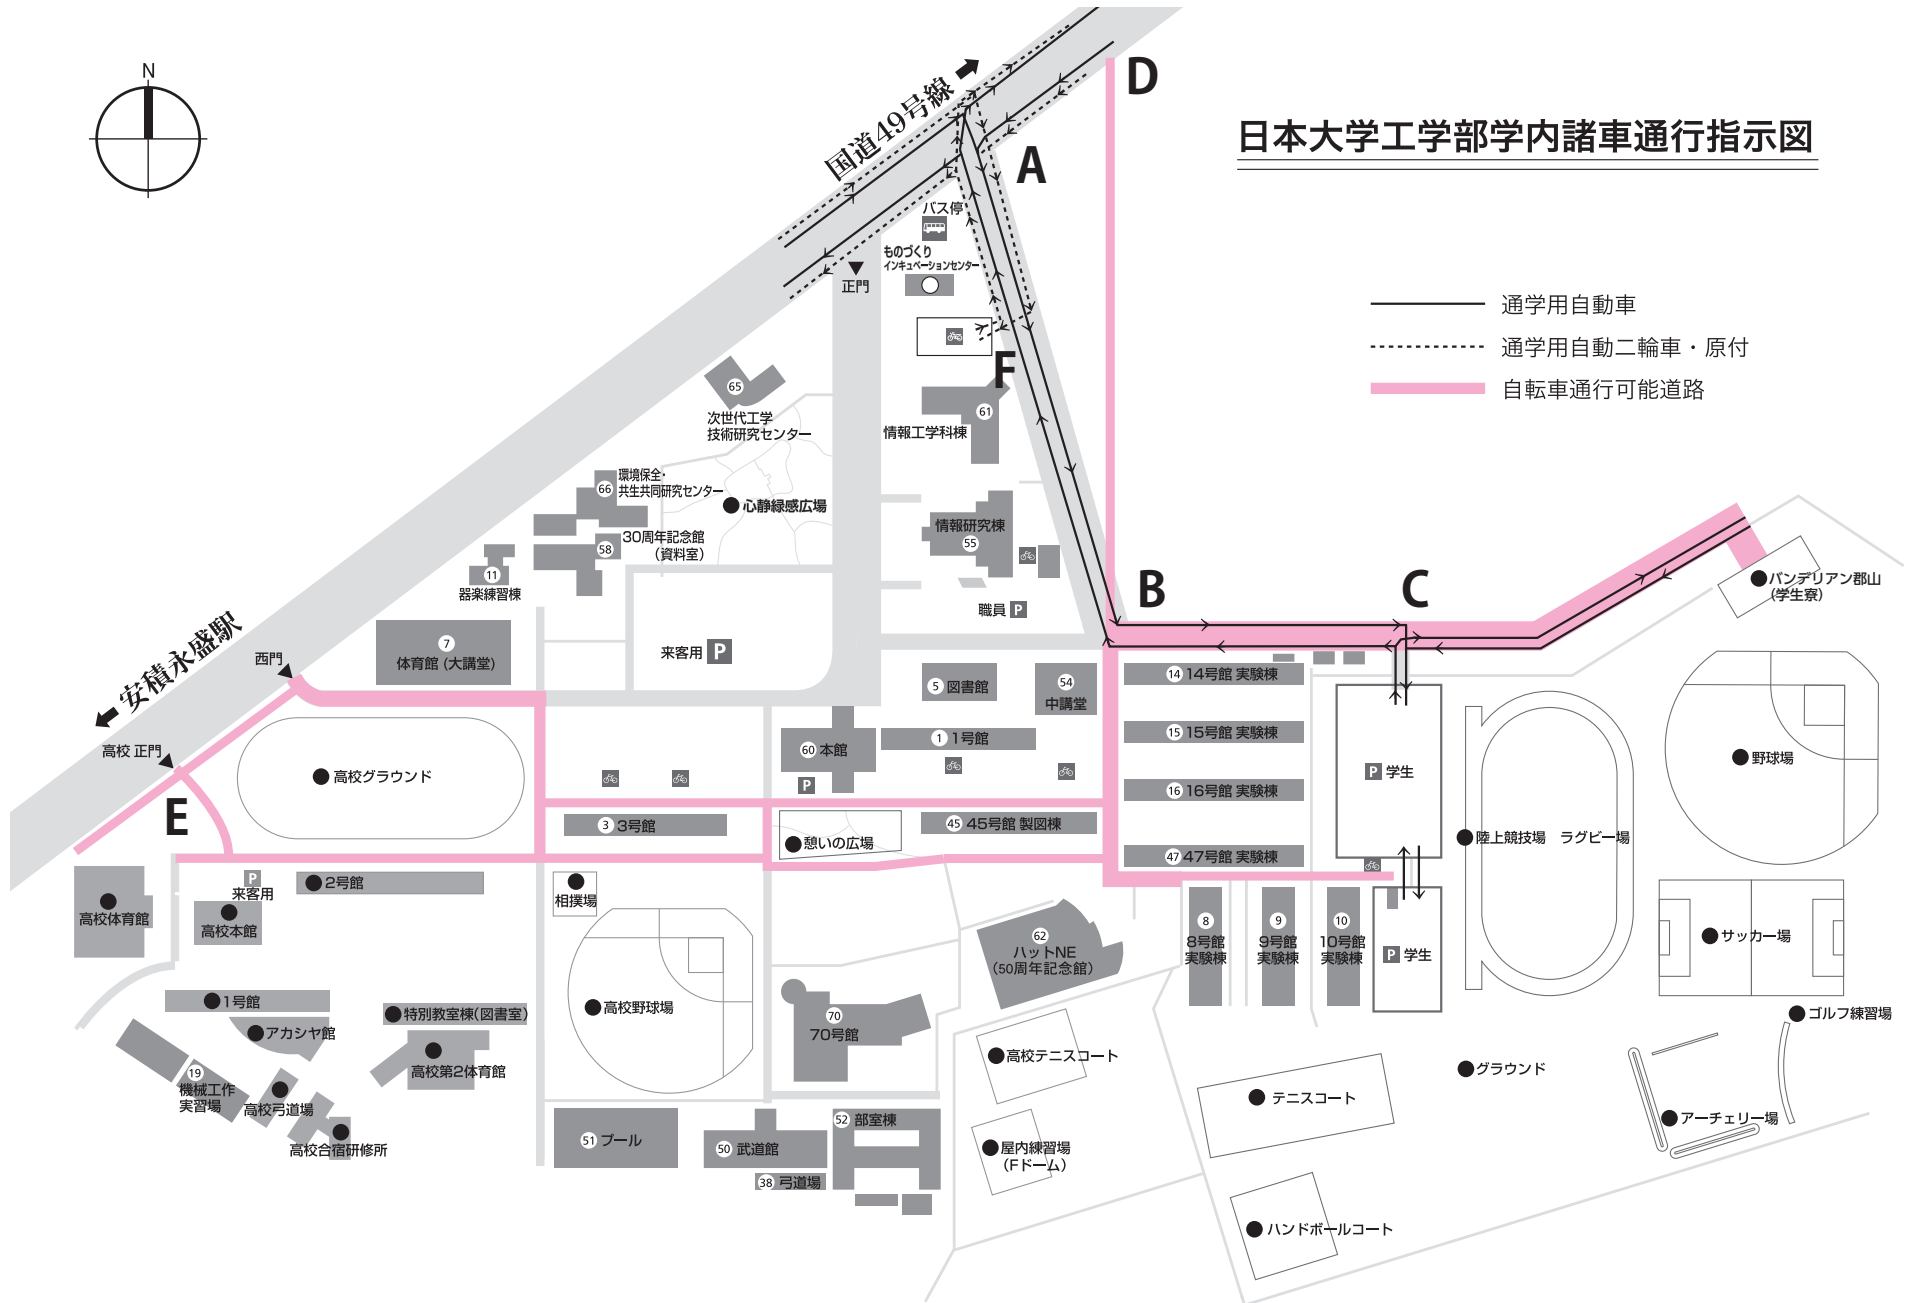 N
日本大学工学部学内諸車通行指示図
国道49号線
D
A
バス停
ものづくり
インキュベーションセンター
正門
通学用自動車
通学用自動二輪車・原付
自転車通行可能道路
F
65
次世代工学
技術研究センター
61
情報工学科棟
66
環境保全・
共生共同研究センター
心静緑感広場
58
30周年記念館
(資料室)
11
器楽練習棟
情報研究棟
55
職員 P
B
C
バンデリアン郡山
(学生寮)
安積永盛駅
西門
7
体育館 (大講堂)
来客用 P
5 図書館
54
中講堂
14 14号館 実験棟
15 15号館 実験棟
16 16号館 実験棟
47 47号館 実験棟
高校 正門
高校グラウンド
60 本館
P
1 1号館
P 学生
野球場
E
3 3号館
憩いの広場
45 45号館 製図棟
陸上競技場 ラグビー場
高校体育館
P
来客用
高校本館
2号館
相撲場
62
ハットNE
(50周年記念館)
8
8号館
実験棟
9
9号館
実験棟
10
10号館
実験棟
P 学生
サッカー場
1号館
アカシヤ館
特別教室棟(図書室)
高校第2体育館
高校野球場
70
70号館
高校テニスコート
ゴルフ練習場
グラウンド
19
機械工作
実習場
高校弓道場
高校合宿研修所
51 プール
50 武道館
38 弓道場
52 部室棟
屋内練習場
(Fドーム)
テニスコート
アーチェリー場
ハンドボールコート